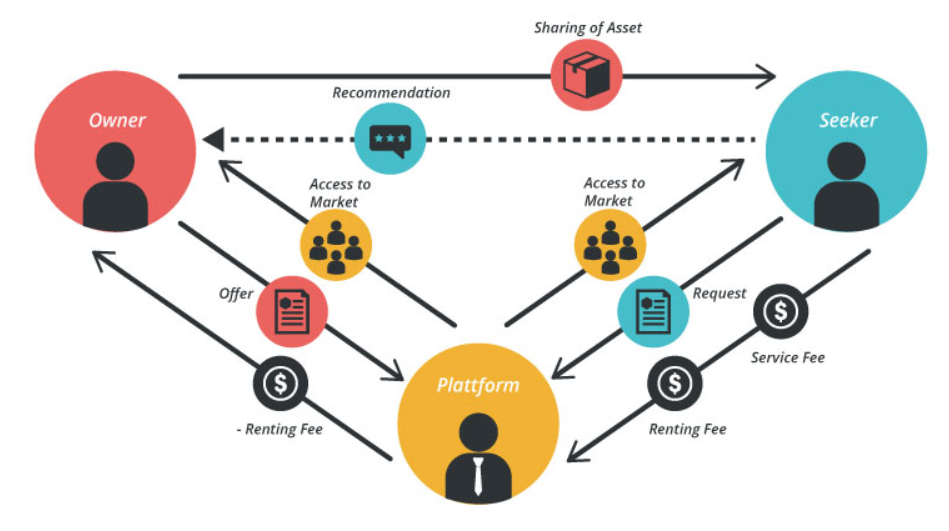 Sharing of Asset
Recommendation
Owner
Seeker
Access to
Market
Access to
Market
Offer
Request
Plattform
Service Fee
- Renting Fee
Renting Fee